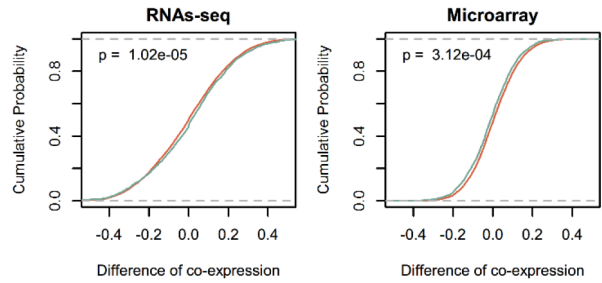 RNAs-seq
p = 1.02e-05
Cumulative Probability
0.0 0.4 0.8
-0.4 -0.2 0.0 0.2 0.4
Difference of co-expression
Microarray
p = 3.12e-04
Cumulative Probability
0.0 0.4 0.8
-0.4 -0.2 0.0 0.2 0.4
Difference of co-expression